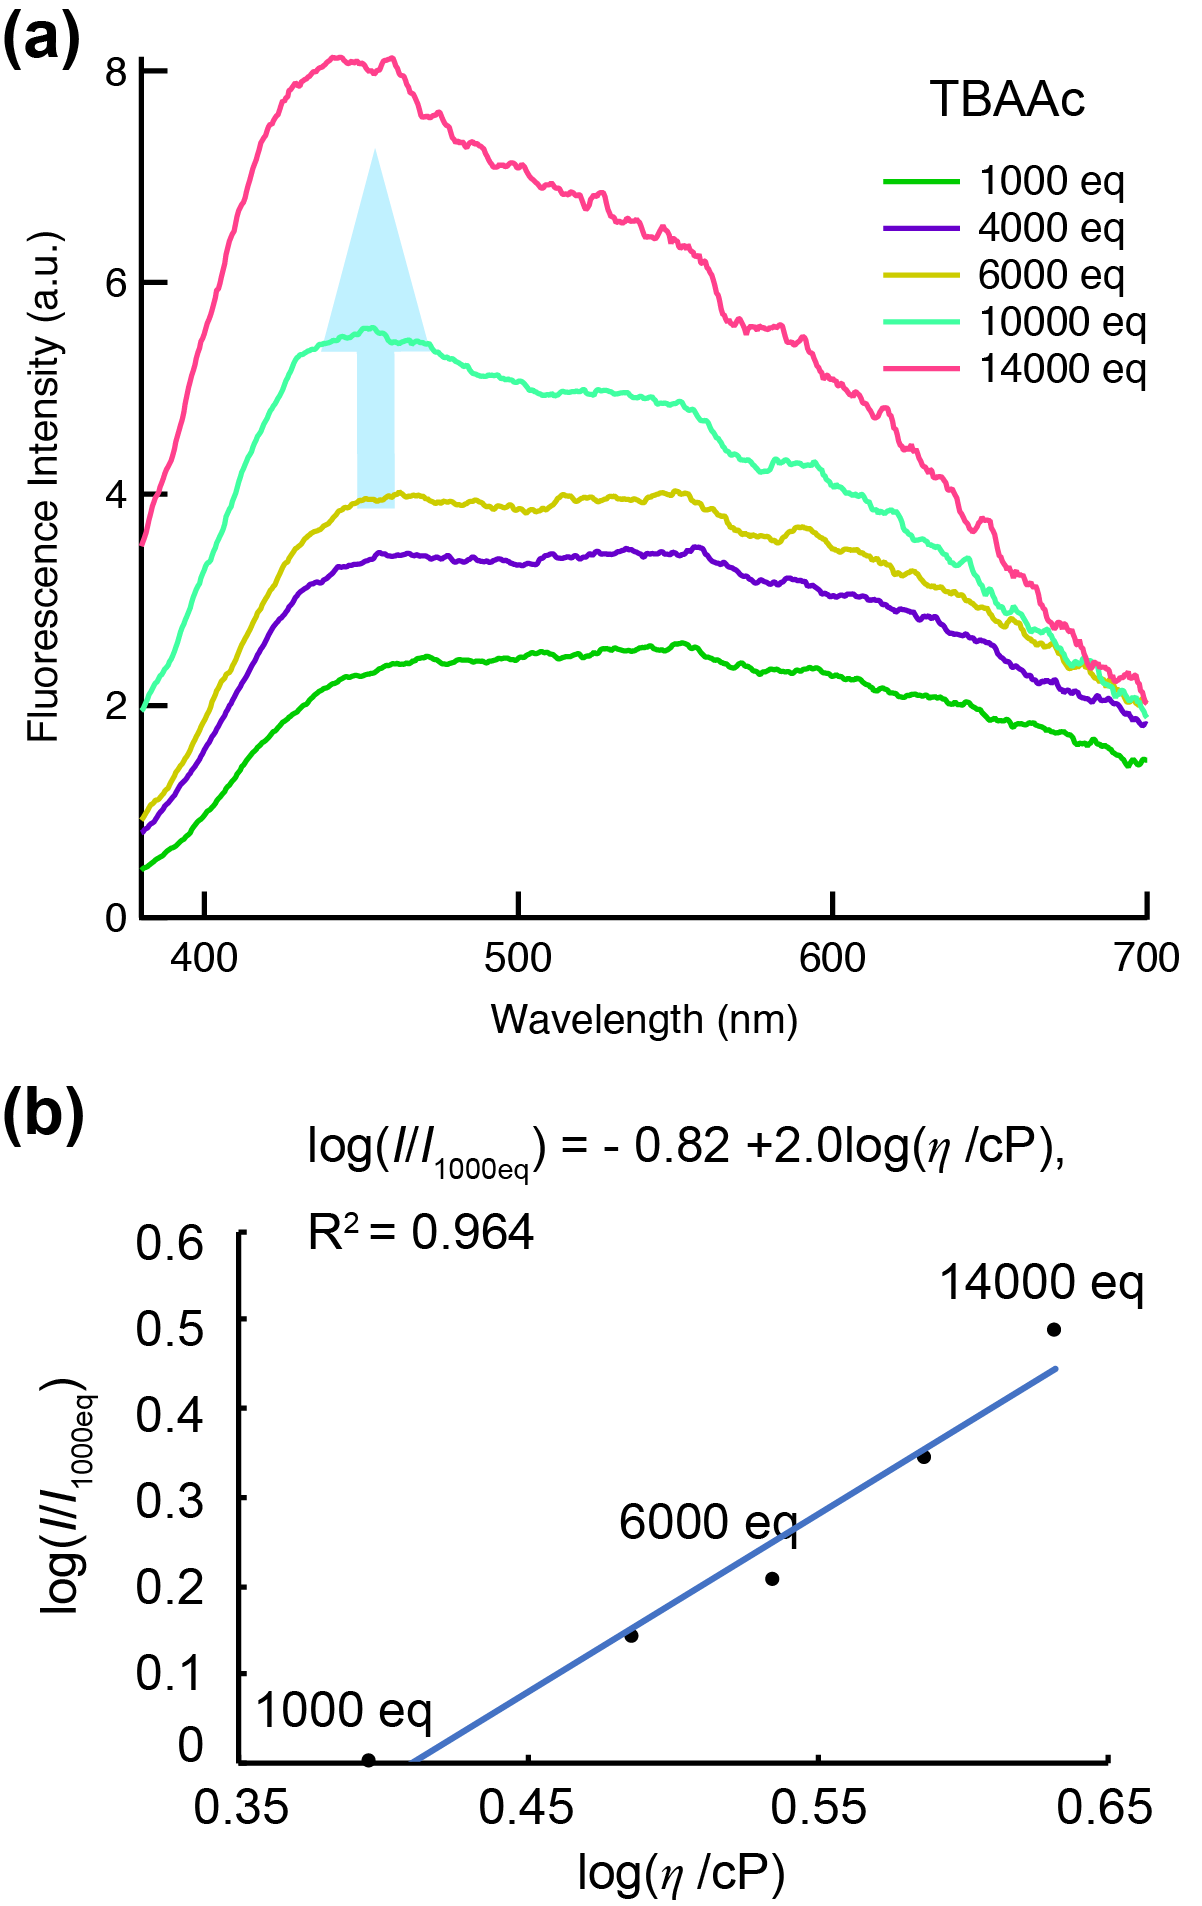 (a)
8
6
4
2
0
Fluorescence Intensity (a.u.)
TBAAc
1000 eq
4000 eq
6000 eq
10000 eq
14000 eq
400 500 600 700
Wavelength (nm)
(b)
log(I/I1000eq) = - 0.82 +2.0log(η /cP),
R² = 0.964
0.6
0.5
0.4
0.3
0.2
0.1
0
log(I/I1000eq)
14000 eq
6000 eq
1000 eq
0.35 0.45 0.55 0.65
log(η /cP)